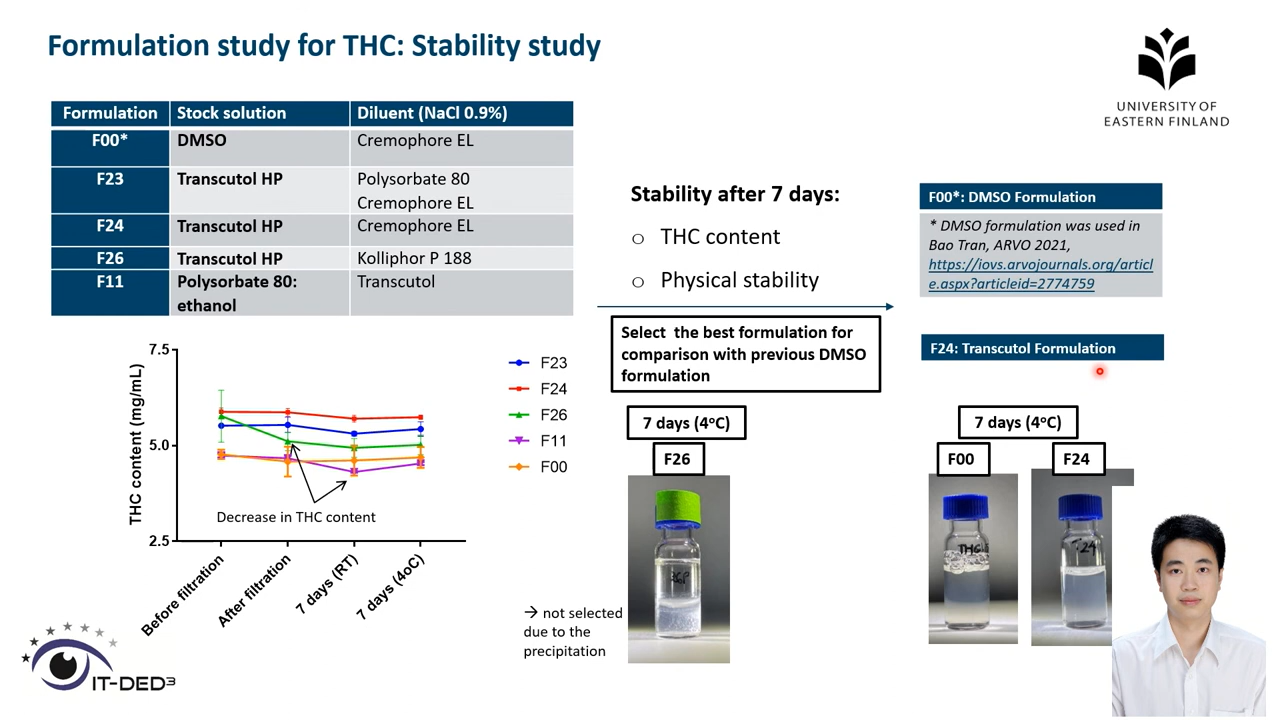 Formulation study for THC: Stability study
UNIVERSITY OF
EASTERN FINLAND
Formulation Stock solution Diluent (NaCl 0.9%)
F00* DMSO Cremophore EL
F23 Transcutol HP Polysorbate 80
Cremophore EL
F24 Transcutol HP Cremophore EL
F26 Transcutol HP Kolliphor P 188
F11 Polysorbate 80: Transcutol
ethanol
Stability after 7 days:
o THC content
o Physical stability
Select the best formulation for
comparison with previous DMSO
formulation
F00*: DMSO Formulation
* DMSO formulation was used in
Bao Tran, ARVO 2021,
https://iovs.arvojournals.org/articl
e.aspx?articleid=2774759
F24: Transcutol Formulation
THC content (mg/mL)
7.5
5.0
2.5
F23
F24
F26
F11
F00
Decrease in THC content
Before filtration
After filtration
7 days (RT)
7 days (4oC)
7 days (4ºC)
F26
→ not selected
due to the
precipitation
7 days (4ºC)
F00
F24
THC
IT-DED³